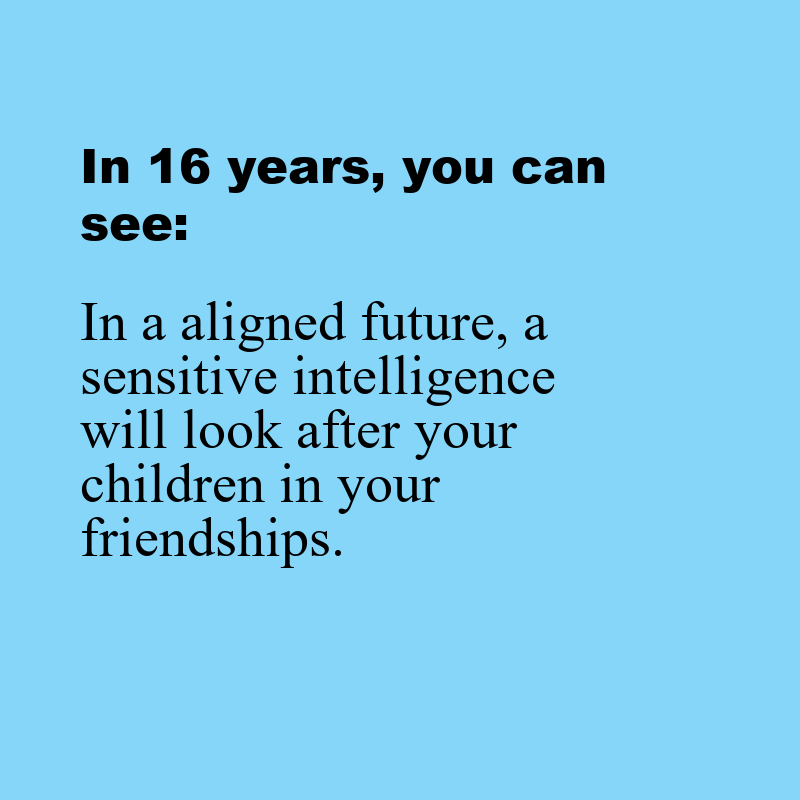 In 16 years, you can
see:
In a aligned future, a
sensitive intelligence
will look after your
children in your
friendships.